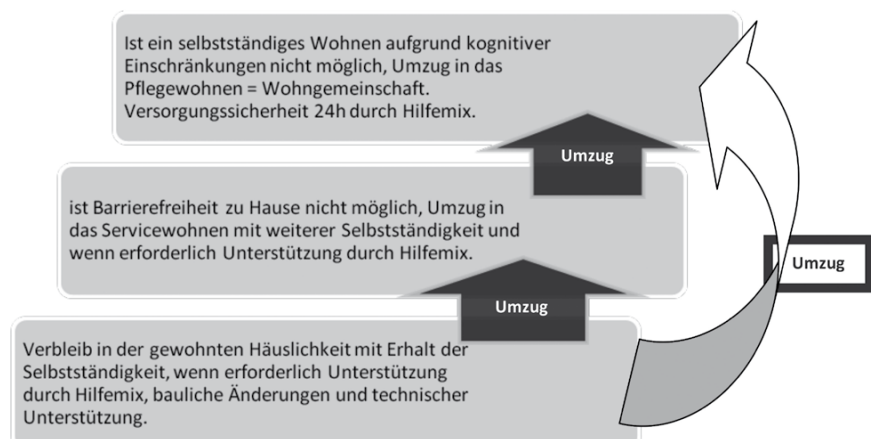 Ist ein selbstständiges Wohnen aufgrund kognitiver
Einschränkungen nicht möglich, Umzug in das
Pflegewohnen = Wohngemeinschaft.
Versorgungssicherheit 24h durch Hilfemix.
Umzug
ist Barrierefreiheit zu Hause nicht möglich, Umzug in
das Servicewohnen mit weiterer Selbstständigkeit und
wenn erforderlich Unterstützung durch Hilfemix.
Umzug
Umzug
Verbleib in der gewohnten Häuslichkeit mit Erhalt der
Selbstständigkeit, wenn erforderlich Unterstützung
durch Hilfemix, bauliche Änderungen und technischer
Unterstützung.